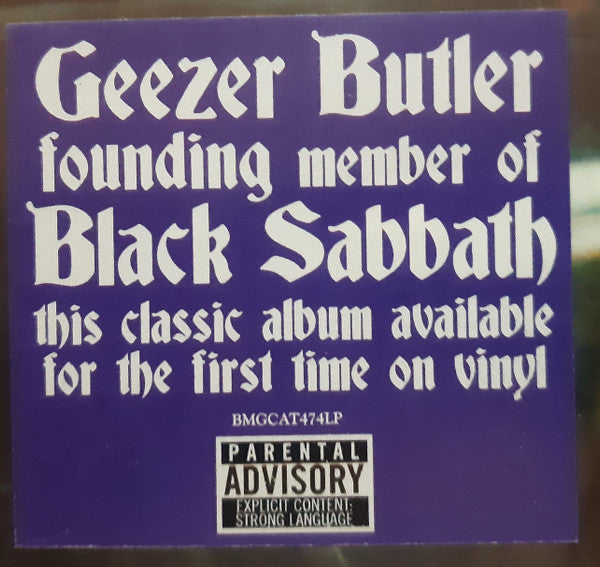 Geezer Butler
founding member of
Black Sabbath
this classic album available
for the first time on vinyl
BMGCAT474LP
PARENTAL
ADVISORY
EXPLICIT CONTENT:
STRONG LANGUAGE